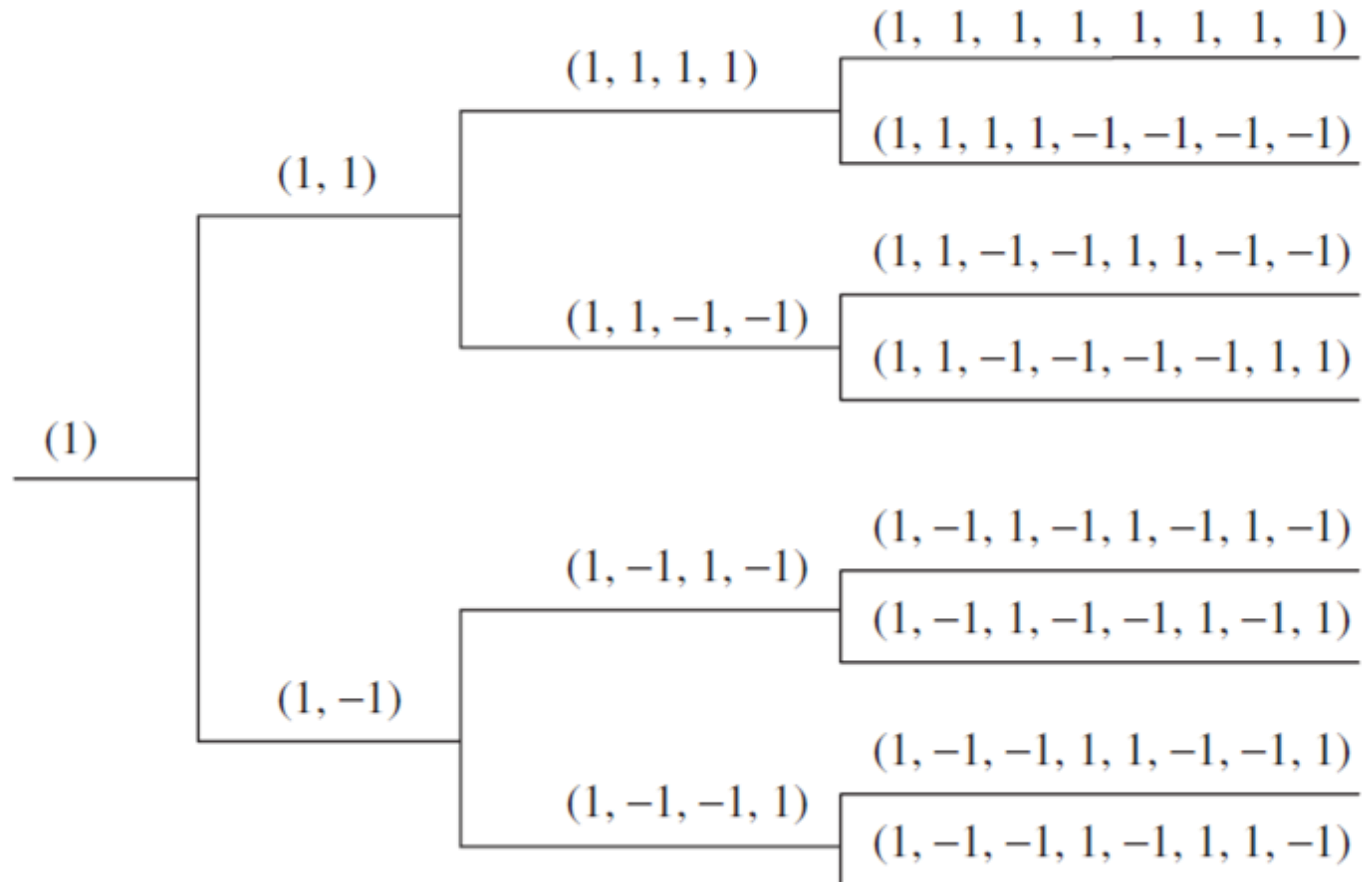 (1, 1, 1, 1, 1, 1, 1, 1)
(1, 1, 1, 1)
(1, 1, 1, 1, −1, −1, −1, −1)
(1, 1)
(1, 1, −1, −1, 1, 1, −1, −1)
(1, 1, −1, −1)
(1, 1, −1, −1, −1, −1, 1, 1)
(1)
(1, −1, 1, −1, 1, −1, 1, −1)
(1, −1, 1, −1)
(1, −1, 1, −1, −1, 1, −1, 1)
(1, −1)
(1, −1, −1, 1, 1, −1, −1, 1)
(1, −1, −1, 1)
(1, −1, −1, 1, −1, 1, 1, −1)